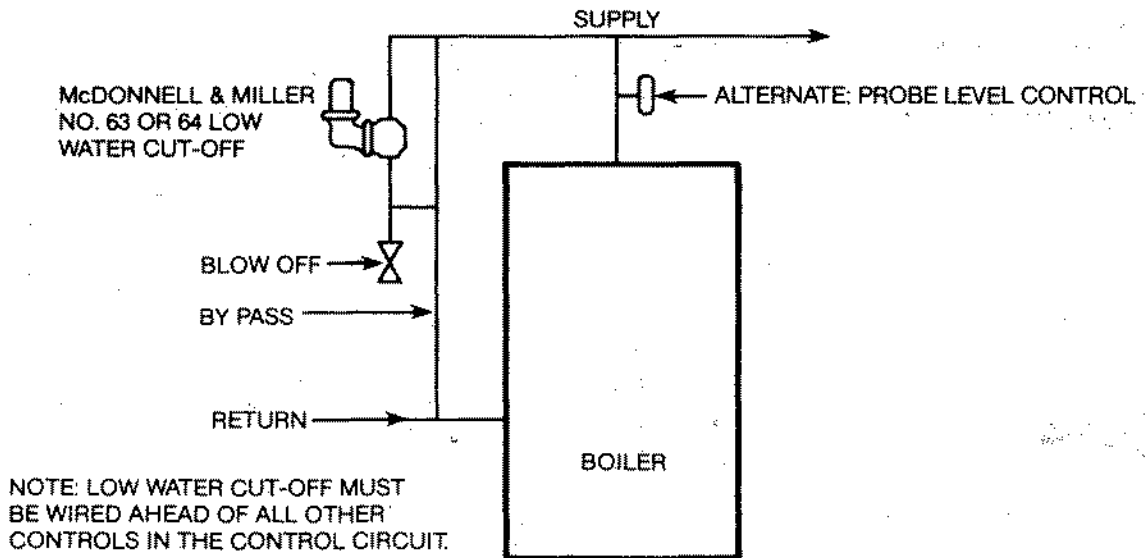 SUPPLY
McDONNELL & MILLER
NO. 63 OR 64 LOW
WATER CUT-OFF
ALTERNATE: PROBE LEVEL CONTROL
BLOW OFF
BY PASS
RETURN
BOILER
NOTE: LOW WATER CUT-OFF MUST
BE WIRED AHEAD OF ALL OTHER
CONTROLS IN THE CONTROL CIRCUIT.